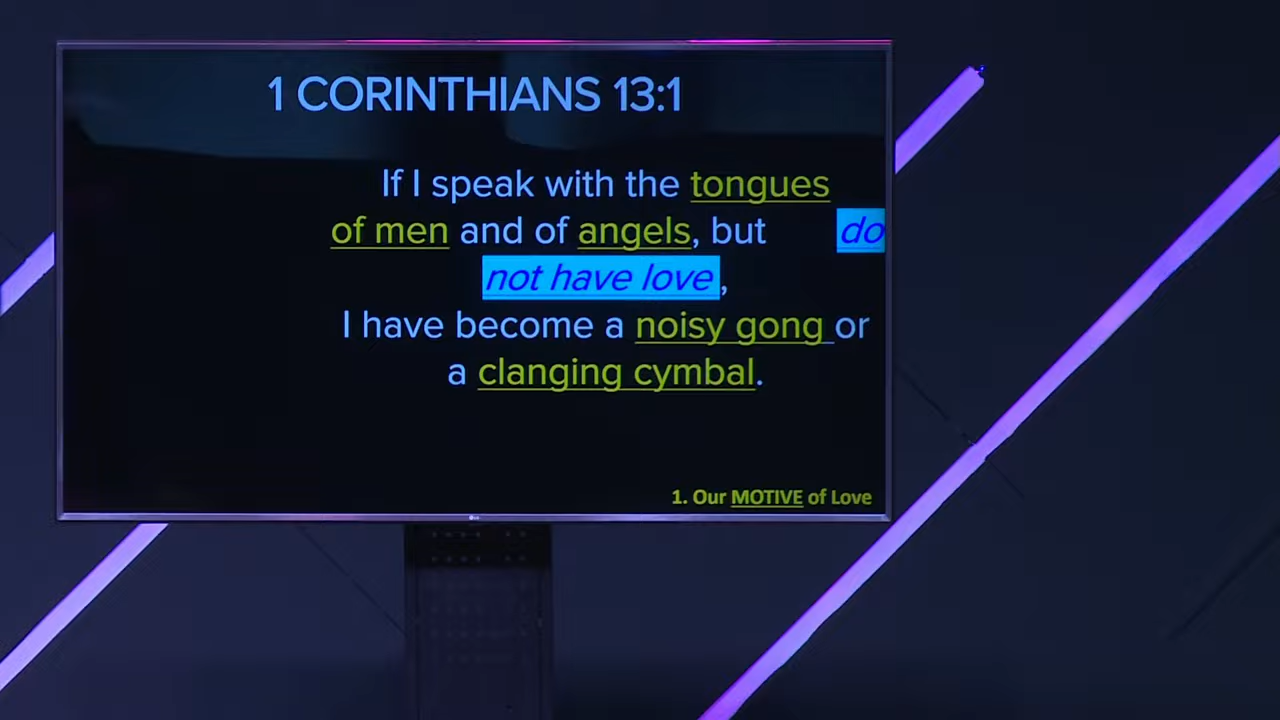 1 CORINTHIANS 13:1
If I speak with the tongues
of men and of angels, but do
not have love,
I have become a noisy gong or
a clanging cymbal.
1. Our MOTIVE of Love
LG